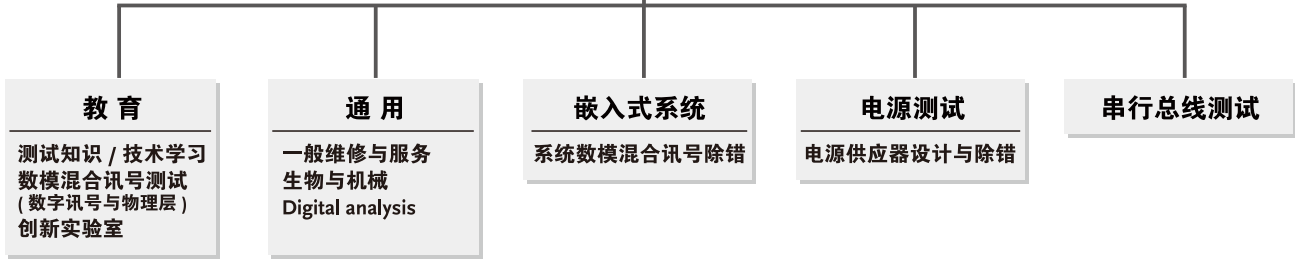 教 育
测试知识 / 技术学习
数模混合讯号测试
( 数字讯号与物理层 )
创新实验室
通 用
一般维修与服务
生物与机械
Digital analysis
嵌入式系统
系统数模混合讯号除错
电源测试
电源供应器设计与除错
串行总线测试